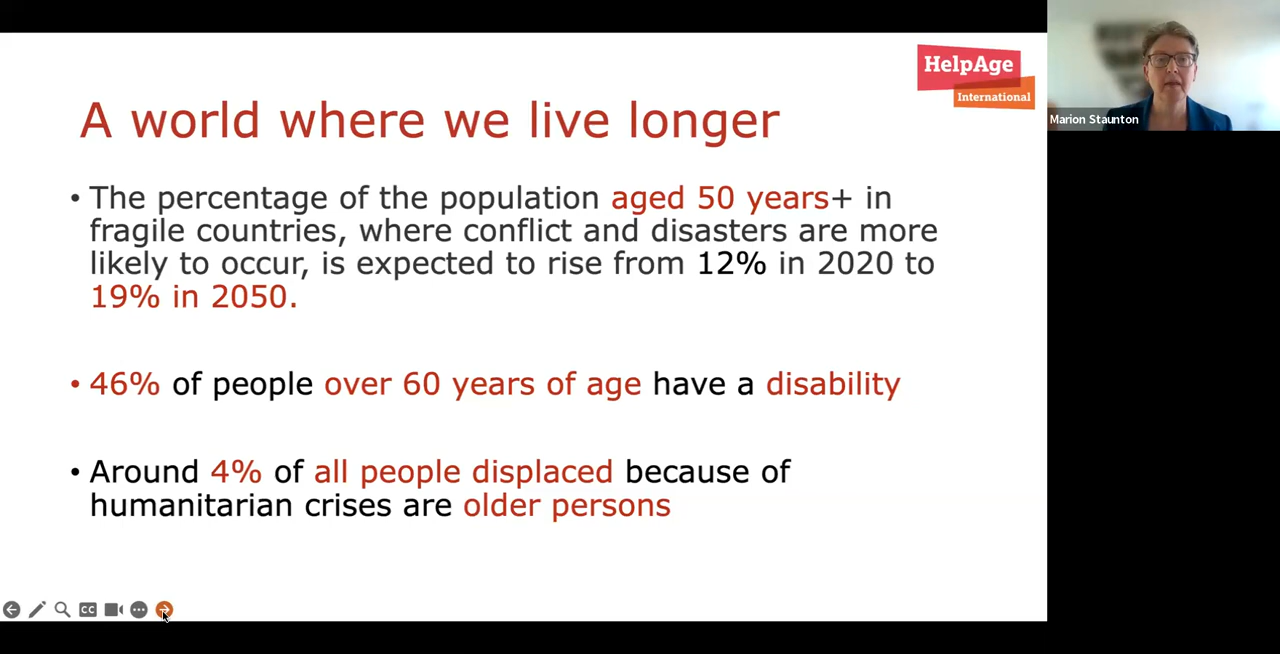 HelpAge
International
A world where we live longer
Marion Staunton
• The percentage of the population aged 50 years+ in
fragile countries, where conflict and disasters are more
likely to occur, is expected to rise from 12% in 2020 to
19% in 2050.
• 46% of people over 60 years of age have a disability
• Around 4% of all people displaced because of
humanitarian crises are older persons
CC